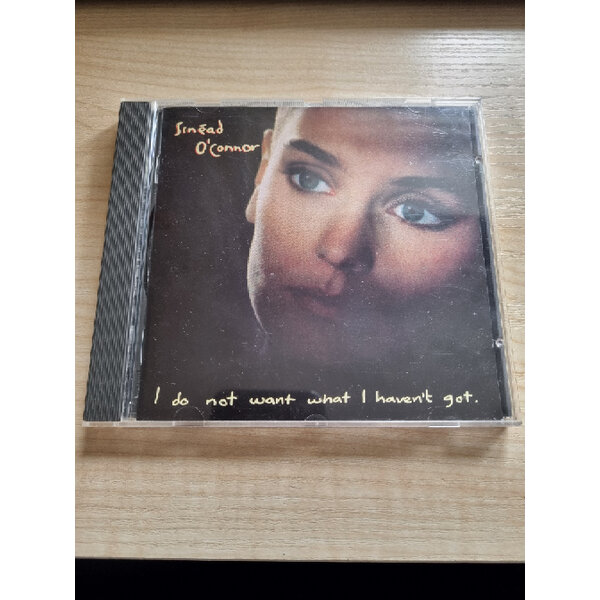 Sinéad
O'Connor
I do not want what I haven't got.